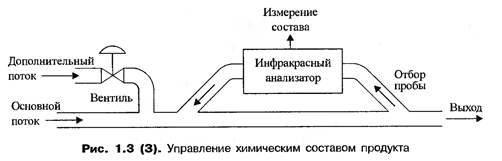 Измерение
состава
Дополнительный
поток
Инфракрасный
анализатор
Отбор
пробы
Вентиль
Основной
поток
Выход
Рис. 1.3 (3). Управление химическим составом продукта